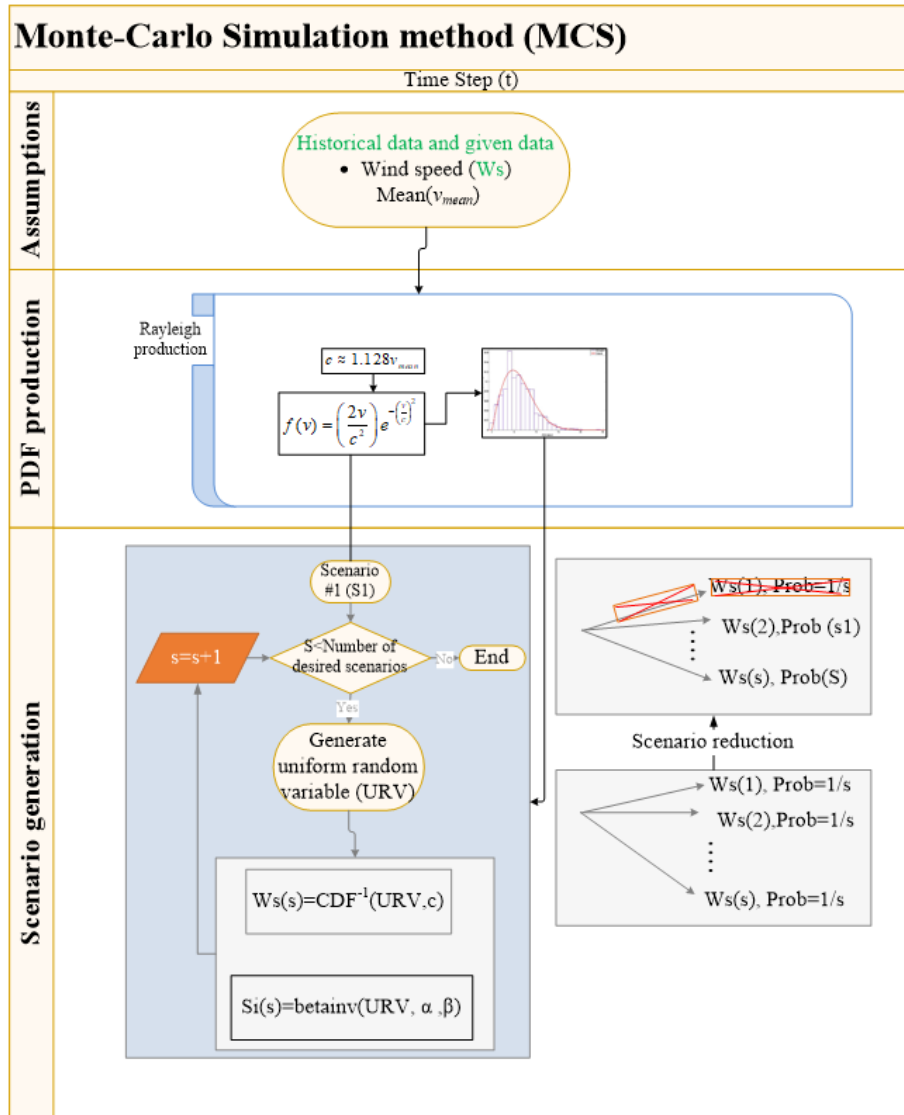 Monte-Carlo Simulation method (MCS)
Time Step (t)
Assumptions
Historical data and given data
• Wind speed (Ws)
Mean(v_mean)
PDF production
Rayleigh
production
c ≈ 1.128v_mean
f(v) = (2v/c²) e^-(v/c)²
Scenario generation
Scenario
#1 (S1)
s=s+1
S<Number of
desired scenarios
No
End
Yes
Generate
uniform random
variable (URV)
Ws(s)=CDF⁻¹(URV,c)
Si(s)=betainv(URV, α ,β)
Ws(1), Prob=1/s
Ws(2),Prob (s1)
Ws(s), Prob(S)
Scenario reduction
Ws(1), Prob=1/s
Ws(2),Prob=1/s
Ws(s), Prob=1/s